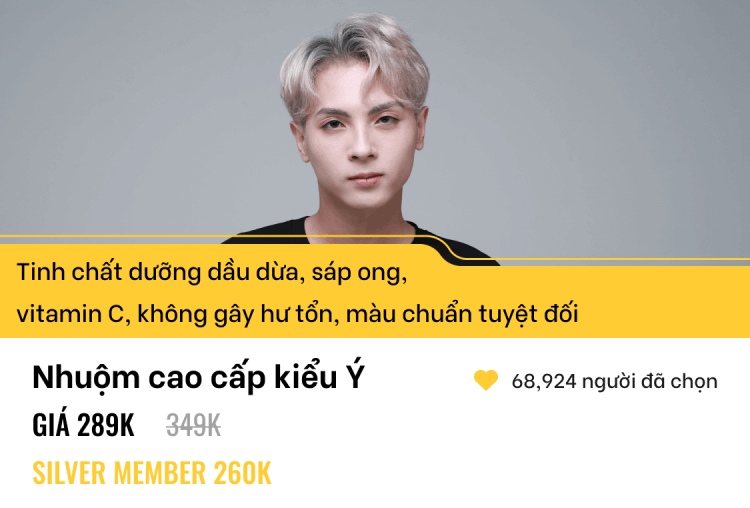 Tinh chất dưỡng dầu dừa, sáp ong,
vitamin C, không gây hư tổn, màu chuẩn tuyệt đối
Nhuộm cao cấp kiểu Ý
68,924 người đã chọn
GIÁ 289K 349K
SILVER MEMBER 260K